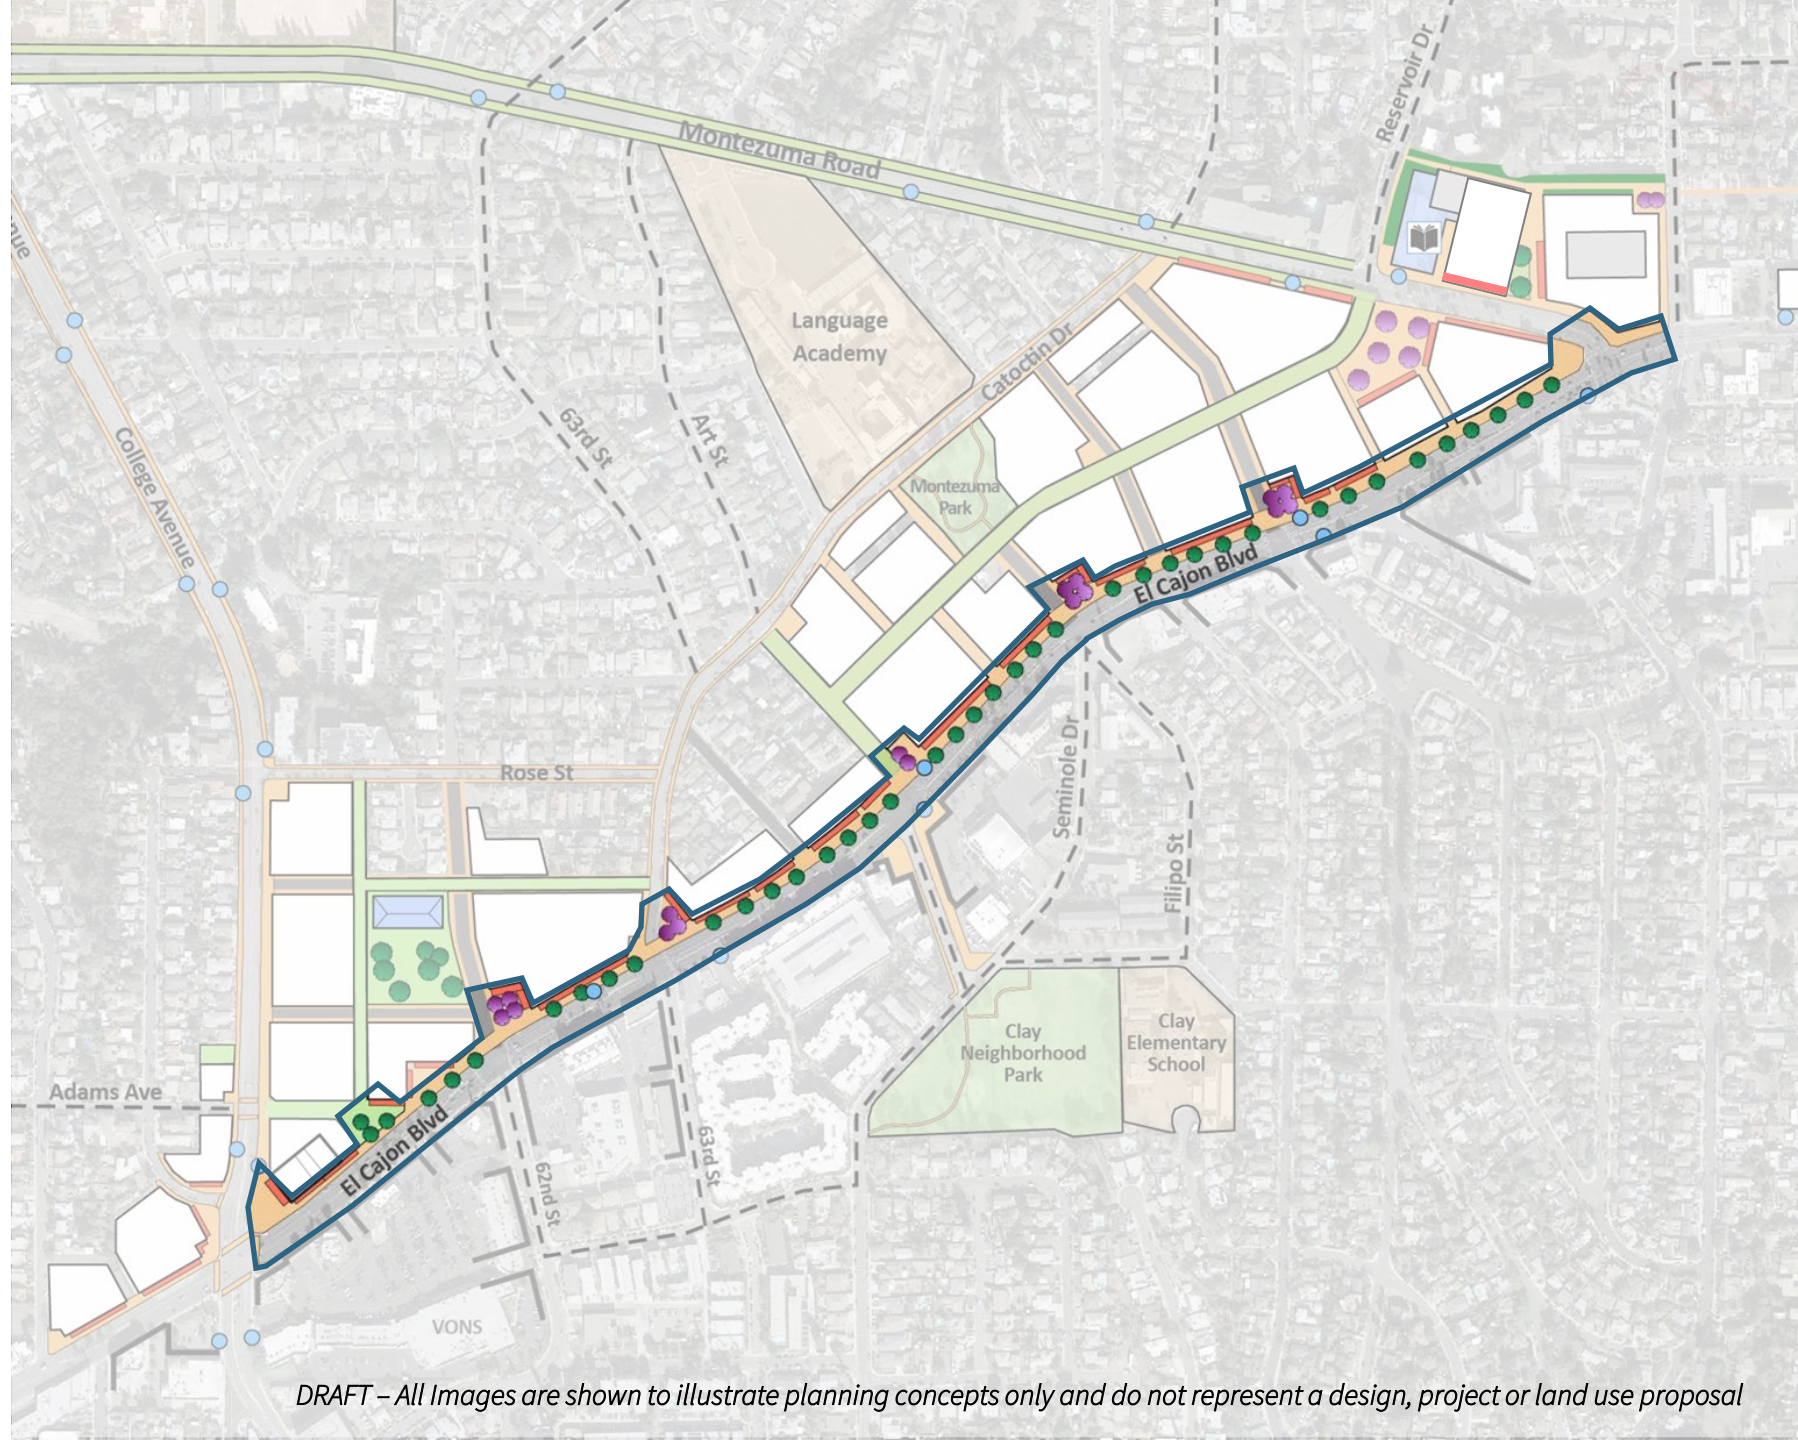 Reservoir Dr
Montezuma Road
nue
Language
Academy
Catoctin Dr
63rd St
Art St
College Avenue
Montezuma
Park
El Cajon Blvd
Rose St
Seminole Dr
Filipo St
Clay
Neighborhood
Park
Clay
Elementary
School
Adams Ave
El Cajon Blvd
63rd St
62nd St
VONS
DRAFT – All Images are shown to illustrate planning concepts only and do not represent a design, project or land use proposal